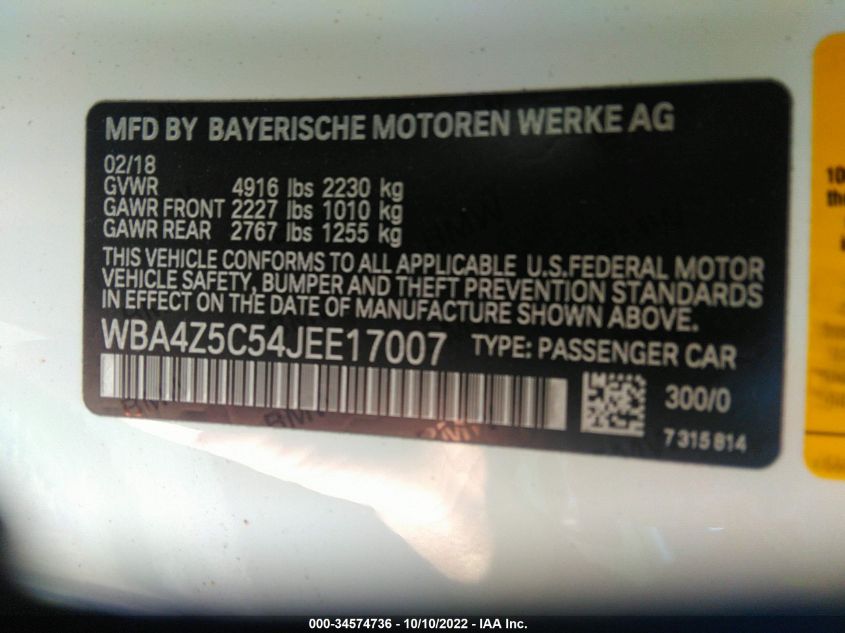 MFD BY BAYERISCHE MOTOREN WERKE AG
02/18
GVWR 4916 lbs 2230 kg
GAWR FRONT 2227 lbs 1010 kg
GAWR REAR 2767 lbs 1255 kg
THIS VEHICLE CONFORMS TO ALL APPLICABLE U.S.FEDERAL MOTOR
VEHICLE SAFETY, BUMPER AND THEFT PREVENTION STANDARDS
IN EFFECT ON THE DATE OF MANUFACTURE SHOWN ABOVE.
WBA4Z5C54JEE17007 TYPE: PASSENGER CAR
300/0
7315814
10
the
000-34574736 - 10/10/2022 - IAA Inc.